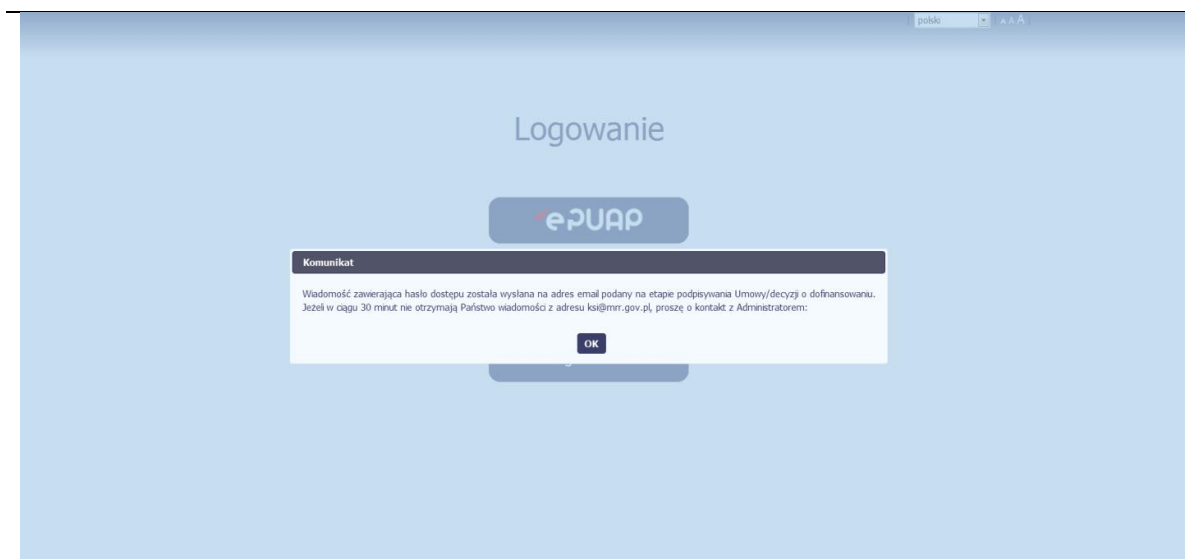 polski A A A
Logowanie
ePUAP
Komunikat
Wiadomość zawierająca hasło dostępu została wysłana na adres email podany na etapie podpisywania Umowy/decyzji o dofinansowaniu.
Jeżeli w ciągu 30 minut nie otrzymają Państwo wiadomości z adresu ksi@mrr.gov.pl, proszę o kontakt z Administratorem:
OK